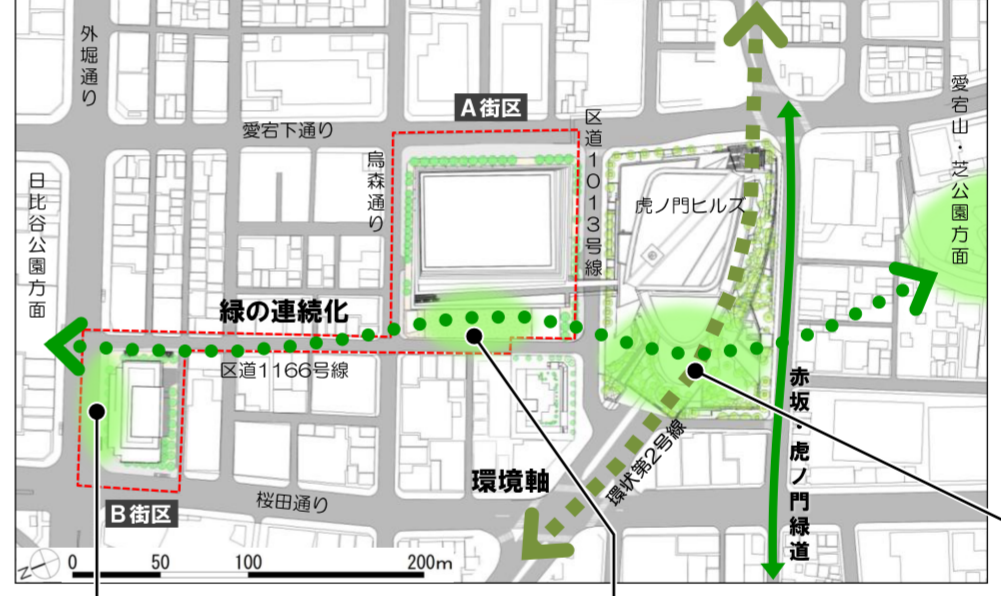 外堀通り
愛宕下通り
A街区
烏森通り
区道1013号線
虎ノ門ヒルズ
愛宕山・芝公園方面
日比谷公園方面
緑の連続化
区道1166号線
環境軸
環状第2号線
赤坂・虎ノ門緑道
B街区
桜田通り
N
0 50 100 200m